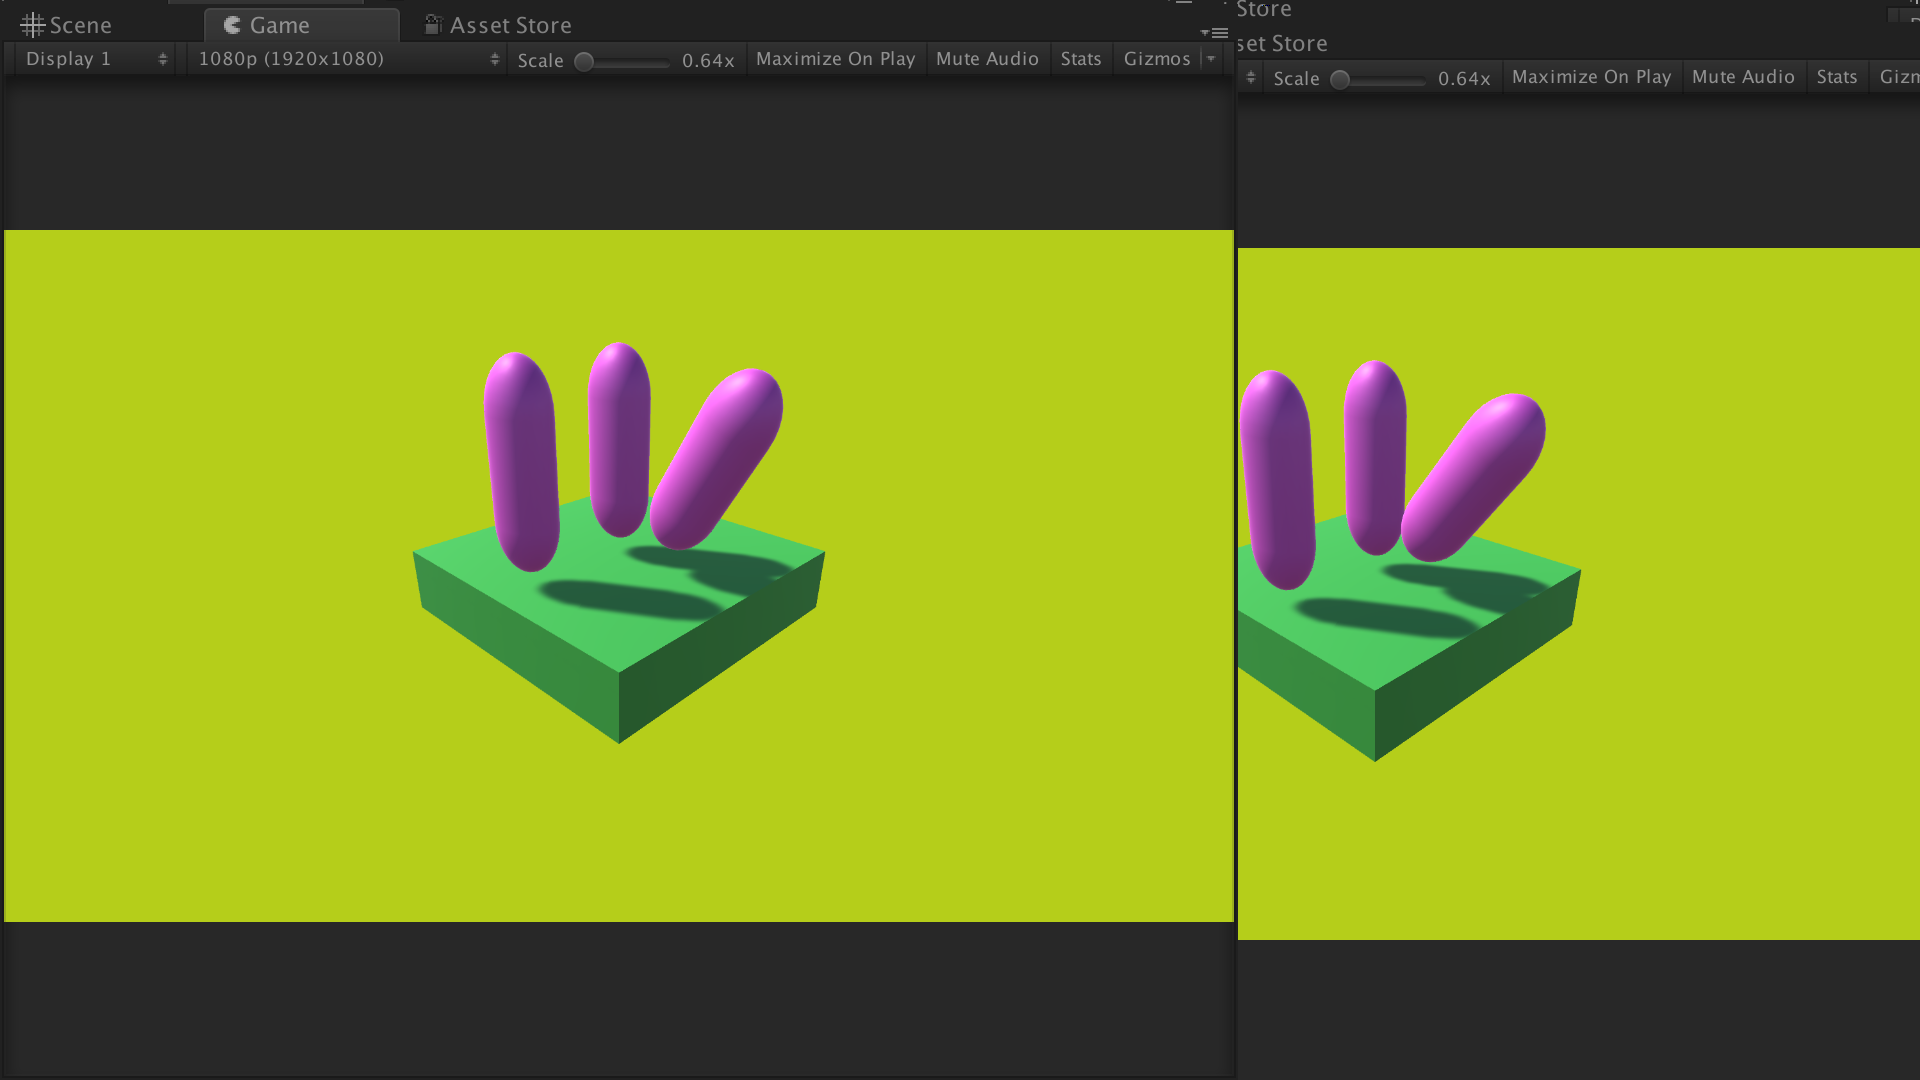 Scene Game Asset Store
Display 1 1080p (1920x1080) Scale 0.64x Maximize On Play Mute Audio Stats Gizmos
Store
set Store
Scale 0.64x Maximize On Play Mute Audio Stats Gizm